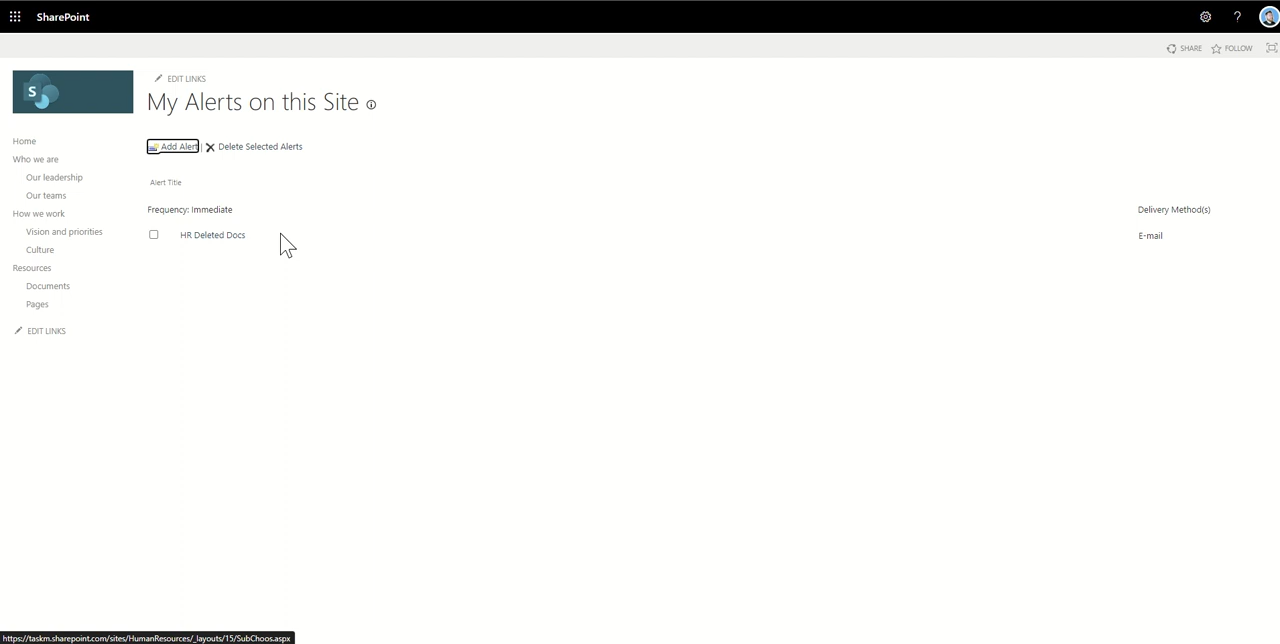 SharePoint
SHARE FOLLOW
S
EDIT LINKS
My Alerts on this Site
Add Alert | Delete Selected Alerts
Alert Title
Frequency: Immediate Delivery Method(s)
HR Deleted Docs E-mail
Home
Who we are
Our leadership
Our teams
How we work
Vision and priorities
Culture
Resources
Documents
Pages
EDIT LINKS
https://taskm.sharepoint.com/sites/HumanResources/_layouts/15/SubChoos.aspx